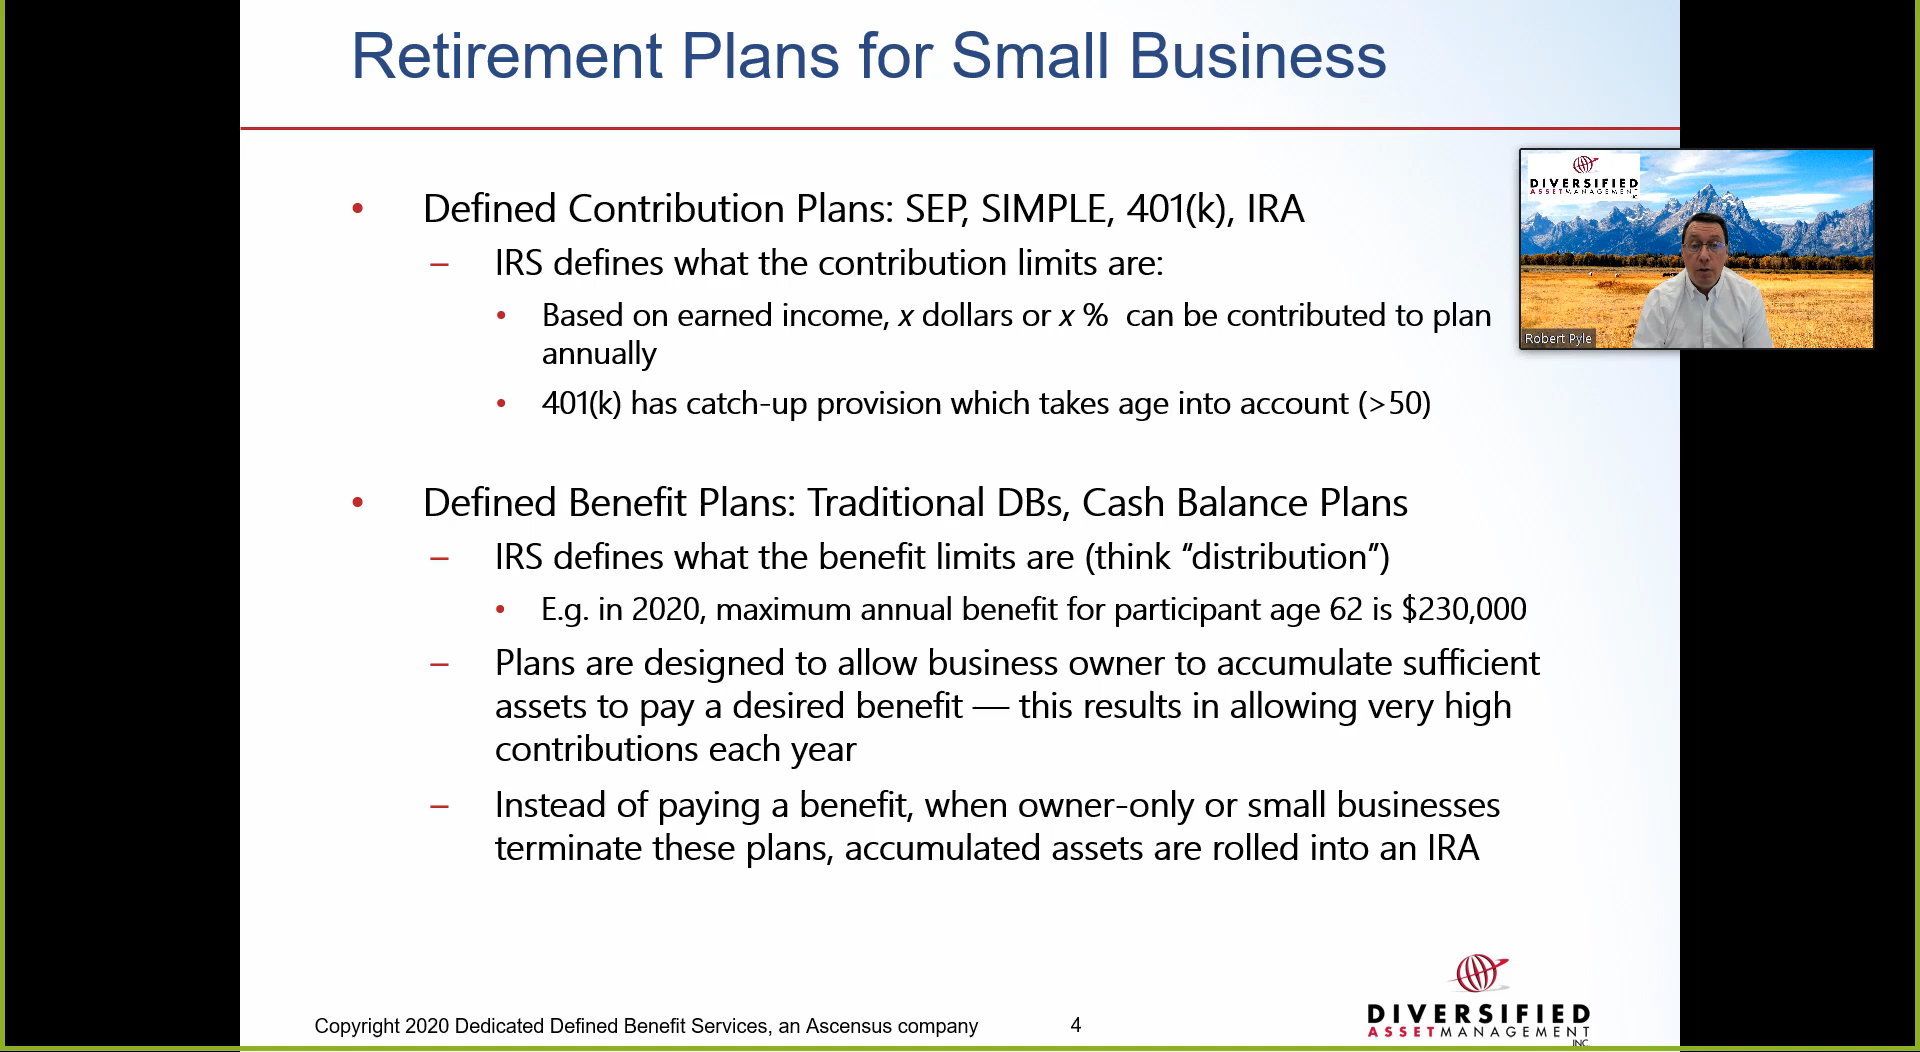 Retirement Plans for Small Business
DIVERSIFIED
ASSETMANAGEMENT
Robert Pyle
• Defined Contribution Plans: SEP, SIMPLE, 401(k), IRA
– IRS defines what the contribution limits are:
• Based on earned income, x dollars or x % can be contributed to plan
annually
• 401(k) has catch-up provision which takes age into account (>50)
• Defined Benefit Plans: Traditional DBs, Cash Balance Plans
– IRS defines what the benefit limits are (think “distribution”)
• E.g. in 2020, maximum annual benefit for participant age 62 is $230,000
– Plans are designed to allow business owner to accumulate sufficient
assets to pay a desired benefit — this results in allowing very high
contributions each year
– Instead of paying a benefit, when owner-only or small businesses
terminate these plans, accumulated assets are rolled into an IRA
Copyright 2020 Dedicated Defined Benefit Services, an Ascensus company
4
DIVERSIFIED
ASSETMANAGEMENT
INC.